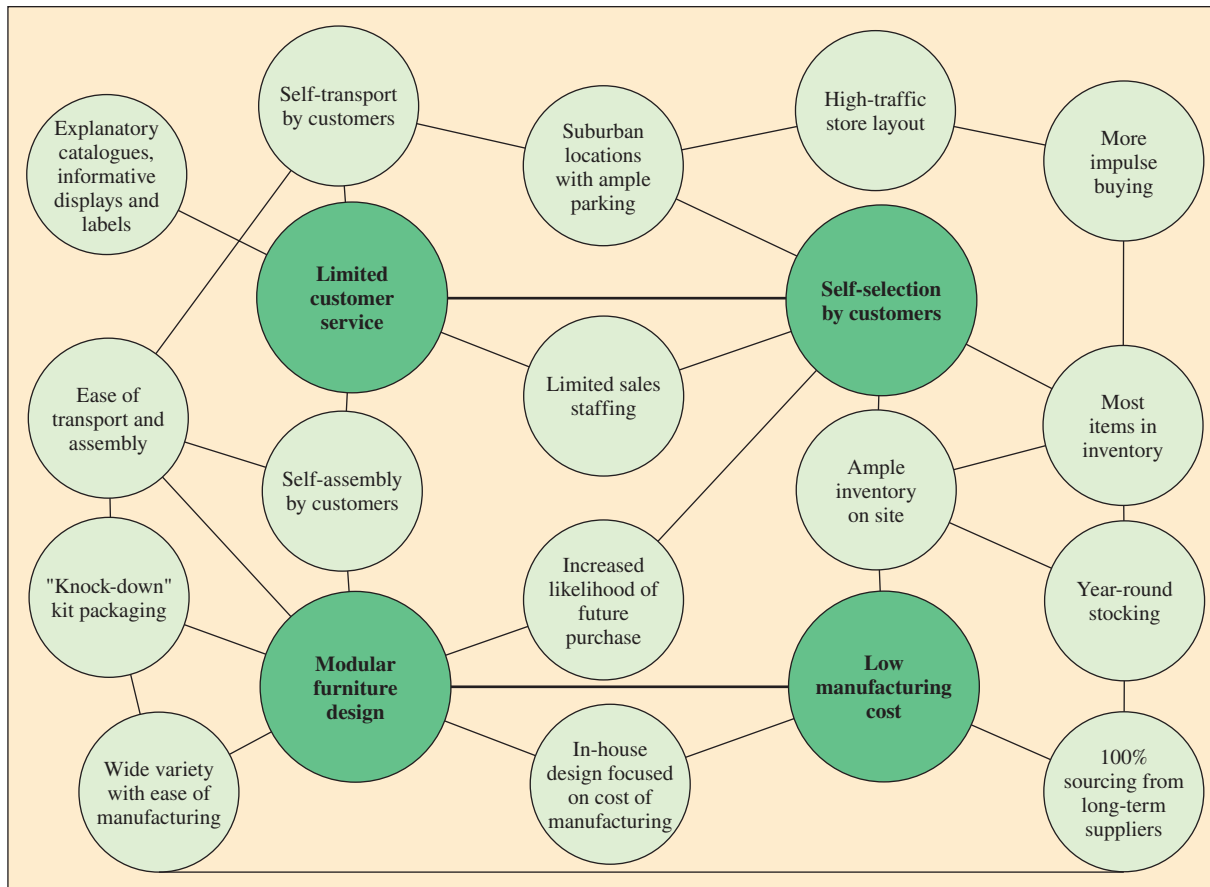 Self-transport
by customers
High-traffic
store layout
Explanatory
catalogues,
informative
displays and
labels
Suburban
locations
with ample
parking
More
impulse
buying
Limited
customer
service
Self-selection
by customers
Ease of
transport and
assembly
Limited sales
staffing
Most
items in
inventory
Self-assembly
by customers
Ample
inventory
on site
"Knock-down"
kit packaging
Increased
likelihood of
future
purchase
Year-round
stocking
Modular
furniture
design
Low
manufacturing
cost
Wide variety
with ease of
manufacturing
In-house
design focused
on cost of
manufacturing
100%
sourcing from
long-term
suppliers